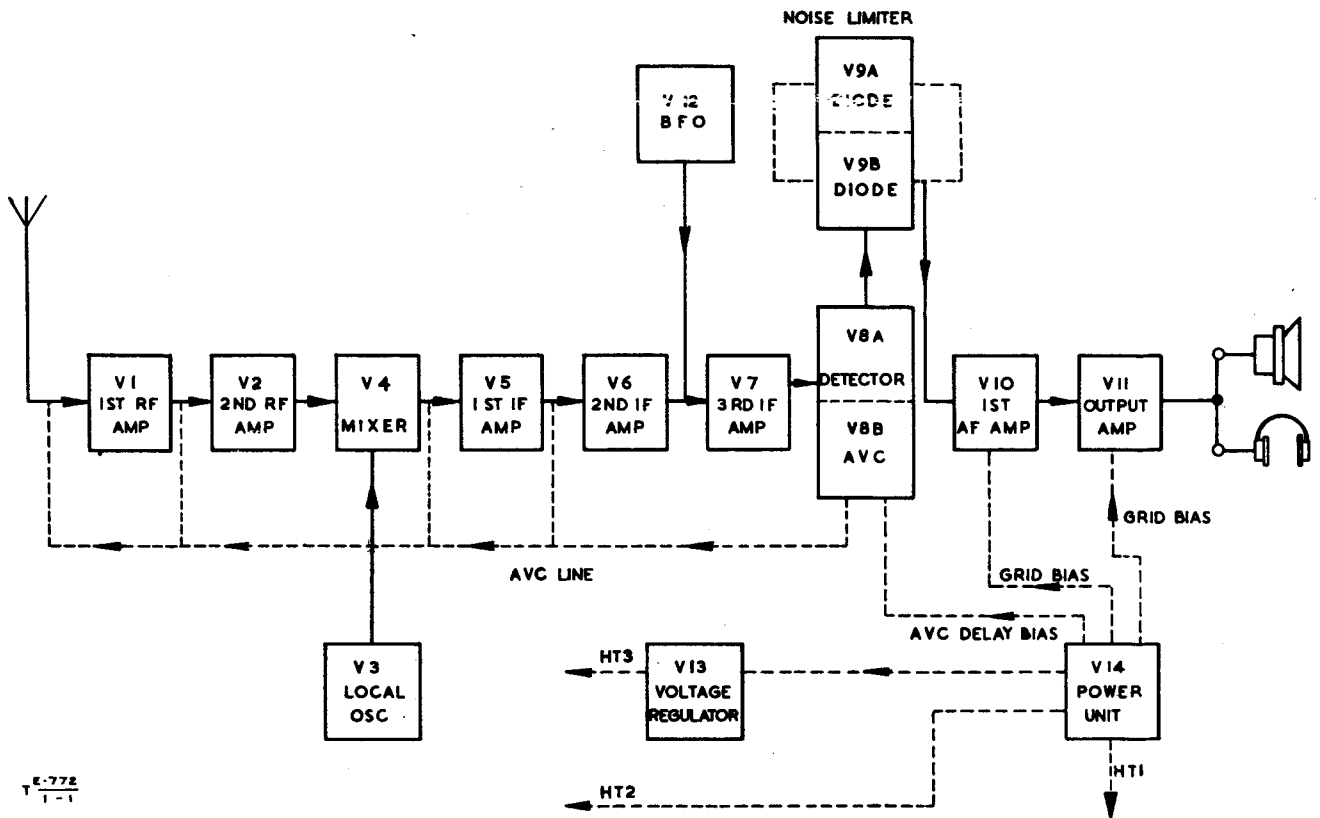 NOISE LIMITER
V9A
DIODE
V9B
DIODE
V12
BFO
V1
1ST RF
AMP
V2
2ND RF
AMP
V4
MIXER
V5
1ST IF
AMP
V6
2ND IF
AMP
V7
3RD IF
AMP
V8A
DETECTOR
V8B
AVC
V10
1ST
AF AMP
V11
OUTPUT
AMP
GRID BIAS
AVC LINE
GRID BIAS
AVC DELAY BIAS
V3
LOCAL
OSC
HT3
V13
VOLTAGE
REGULATOR
V14
POWER
UNIT
HT1
HT2
T E-772
1-1